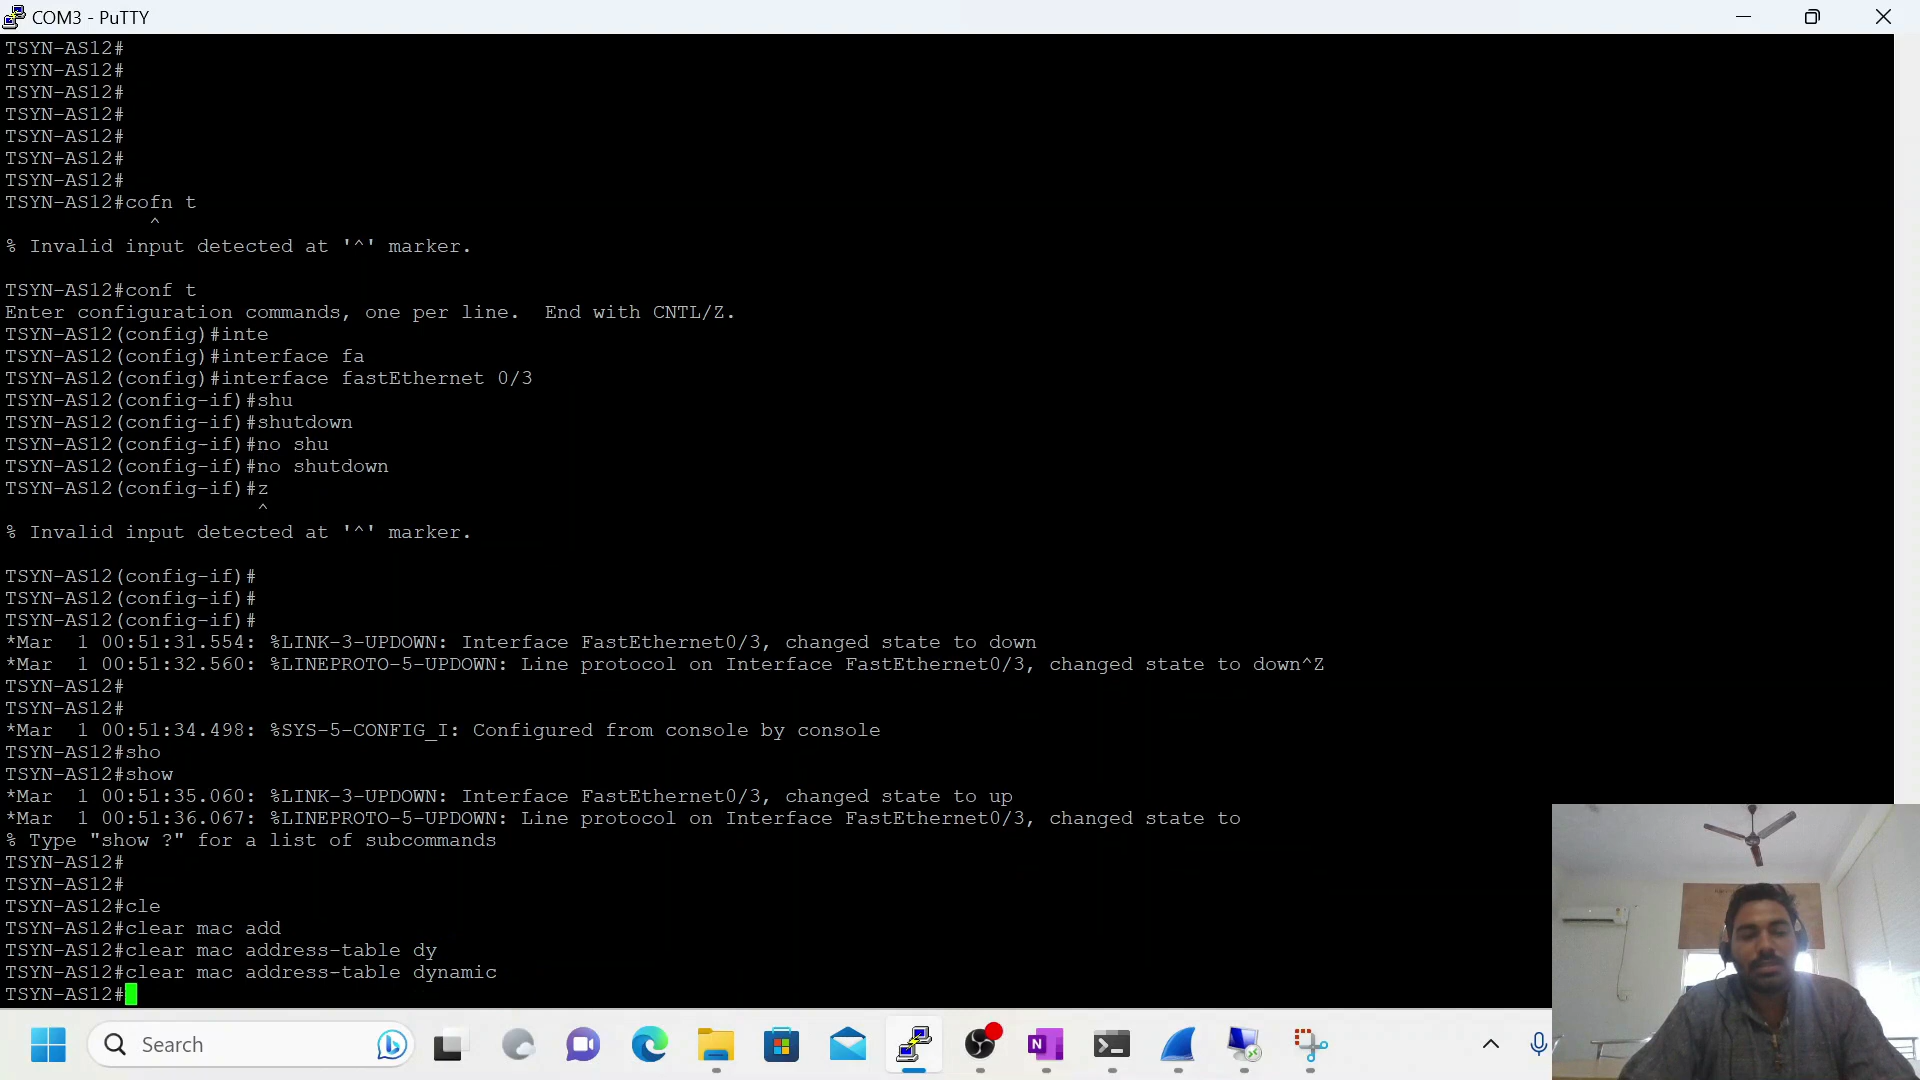 COM3 - PuTTY
TSYN-AS12#
TSYN-AS12#
TSYN-AS12#
TSYN-AS12#
TSYN-AS12#
TSYN-AS12#
TSYN-AS12#
TSYN-AS12#cofn t
^
% Invalid input detected at '^' marker.
TSYN-AS12#conf t
Enter configuration commands, one per line.  End with CNTL/Z.
TSYN-AS12(config)#inte
TSYN-AS12(config)#interface fa
TSYN-AS12(config)#interface fastEthernet 0/3
TSYN-AS12(config-if)#shu
TSYN-AS12(config-if)#shutdown
TSYN-AS12(config-if)#no shu
TSYN-AS12(config-if)#no shutdown
TSYN-AS12(config-if)#z
^
% Invalid input detected at '^' marker.
TSYN-AS12(config-if)#
TSYN-AS12(config-if)#
TSYN-AS12(config-if)#
*Mar  1 00:51:31.554: %LINK-3-UPDOWN: Interface FastEthernet0/3, changed state to down
*Mar  1 00:51:32.560: %LINEPROTO-5-UPDOWN: Line protocol on Interface FastEthernet0/3, changed state to down^Z
TSYN-AS12#
TSYN-AS12#
*Mar  1 00:51:34.498: %SYS-5-CONFIG_I: Configured from console by console
TSYN-AS12#sho
TSYN-AS12#show
*Mar  1 00:51:35.060: %LINK-3-UPDOWN: Interface FastEthernet0/3, changed state to up
*Mar  1 00:51:36.067: %LINEPROTO-5-UPDOWN: Line protocol on Interface FastEthernet0/3, changed state to
% Type "show ?" for a list of subcommands
TSYN-AS12#
TSYN-AS12#
TSYN-AS12#cle
TSYN-AS12#clear mac add
TSYN-AS12#clear mac address-table dy
TSYN-AS12#clear mac address-table dynamic
TSYN-AS12#
Search
N